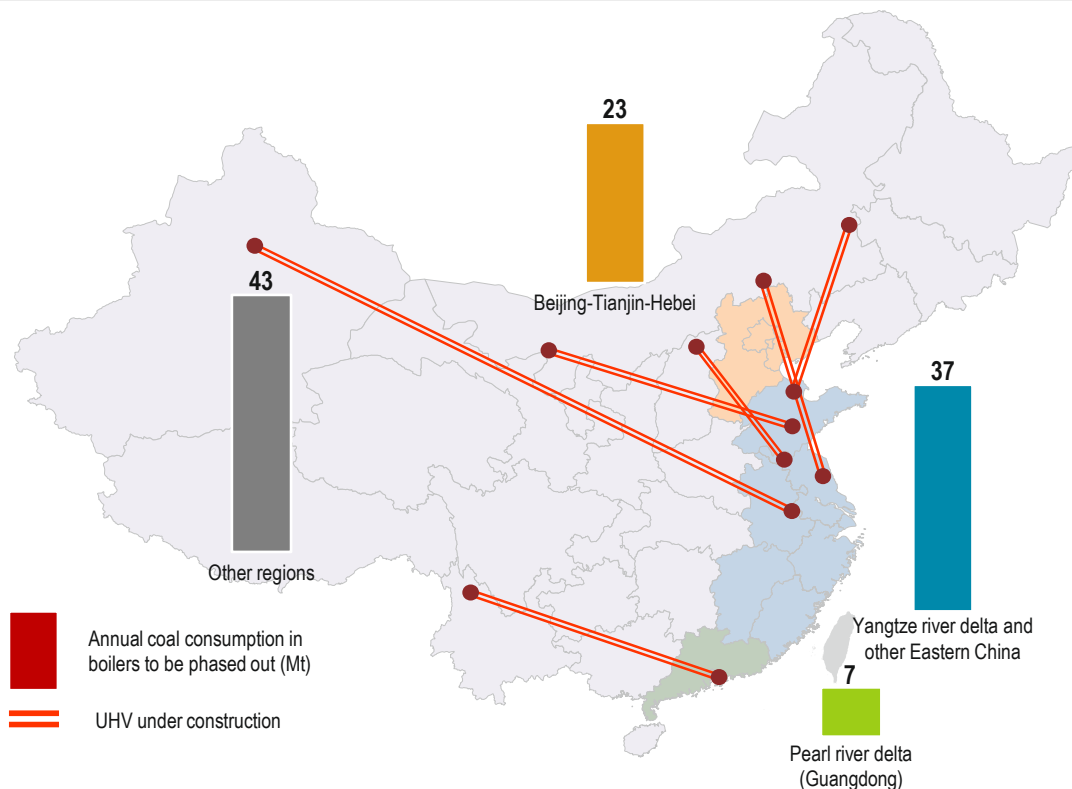 23
Beijing-Tianjin-Hebei
43
Other regions
37
Yangtze river delta and
other Eastern China
7
Pearl river delta
(Guangdong)
Annual coal consumption in
boilers to be phased out (Mt)
UHV under construction